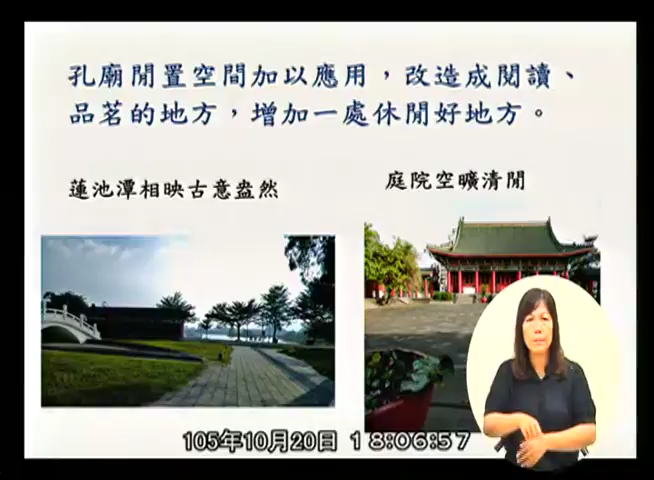 孔廟閒置空間加以應用，改造成閱讀、
品茗的地方，增加一處休閒好地方。
蓮池潭相映古意盎然
庭院空曠清閒
105年10月20日 18:06:57